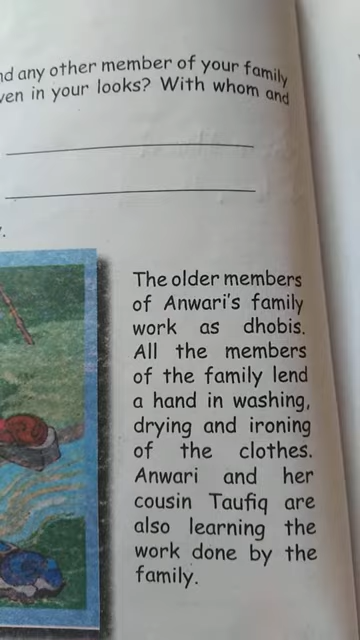 any other member of your family
in your looks? With whom and
The older members
of Anwari's family
work as dhobis.
All the members
of the family lend
a hand in washing,
drying and ironing
of the clothes.
Anwari and her
cousin Taufiq are
also learning the
work done by the
family.